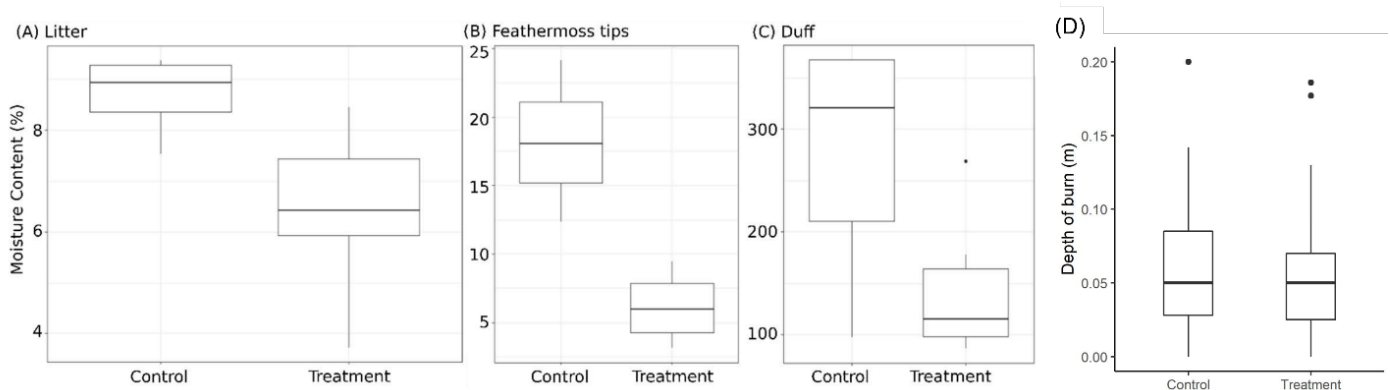 (A) Litter
Moisture Content (%)
8
6
4
Control Treatment
(B) Feathermoss tips
25
20
15
10
5
Control Treatment
(C) Duff
300
200
100
Control Treatment
(D)
Depth of burn (m)
0.20
0.15
0.10
0.05
0.00
Control Treatment